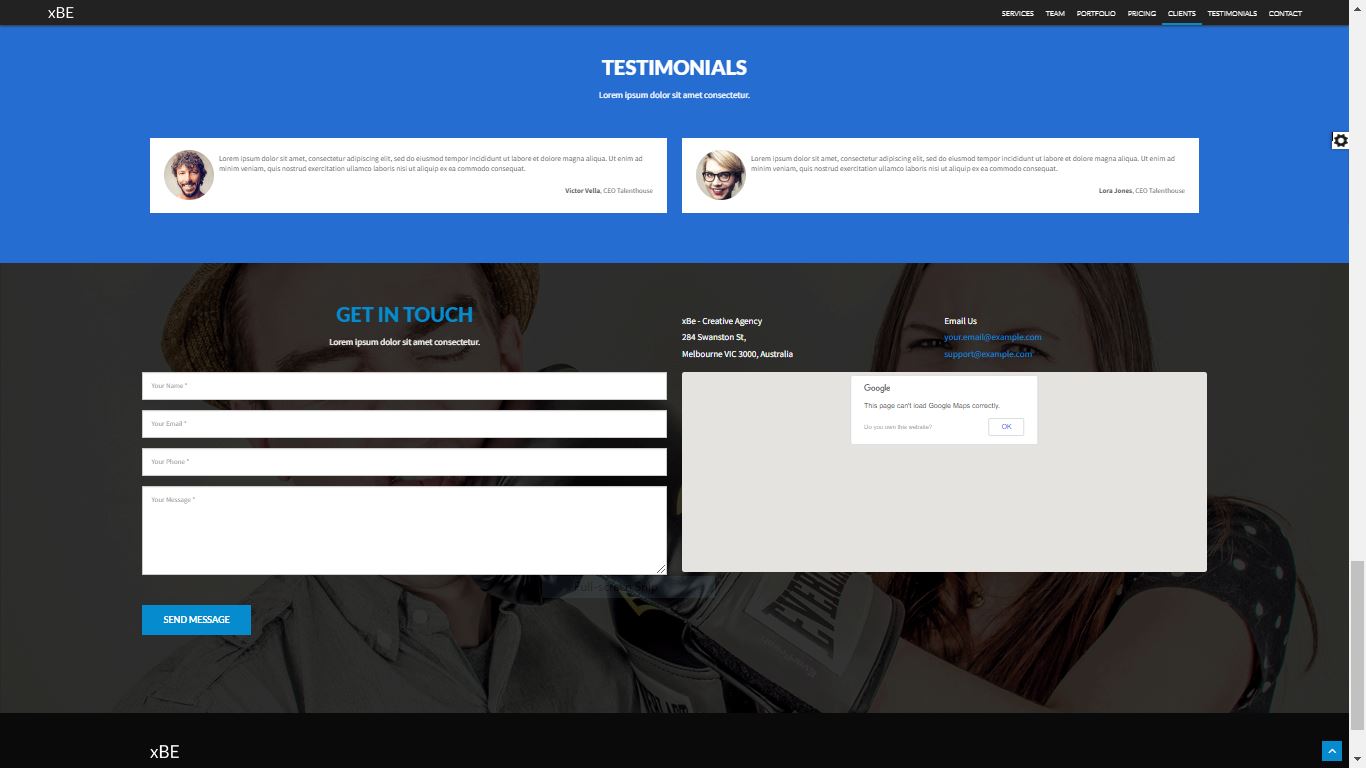 xBE
SERVICES TEAM PORTFOLIO PRICING CLIENTS TESTIMONIALS CONTACT
TESTIMONIALS
Lorem ipsum dolor sit amet consectetur.
Lorem ipsum dolor sit amet, consectetur adipiscing elit, sed do eiusmod tempor incididunt ut labore et dolore magna aliqua. Ut enim ad
minim veniam, quis nostrud exercitation ullamco laboris nisi ut aliquip ex ea commodo consequat.
Victor Vella, CEO Talenthouse
Lorem ipsum dolor sit amet, consectetur adipiscing elit, sed do eiusmod tempor incididunt ut labore et dolore magna aliqua. Ut enim ad
minim veniam, quis nostrud exercitation ullamco laboris nisi ut aliquip ex ea commodo consequat.
Lora Jones, CEO Talenthouse
GET IN TOUCH
Lorem ipsum dolor sit amet consectetur.
Your Name *
Your Email *
Your Phone *
Your Message *
SEND MESSAGE
xBe - Creative Agency
284 Swanston St,
Melbourne VIC 3000, Australia
Email Us
your.email@example.com
support@example.com
Google
This page can't load Google Maps correctly.
Do you own this website?
OK
Full-screen Snip
EVERLAST
xBE